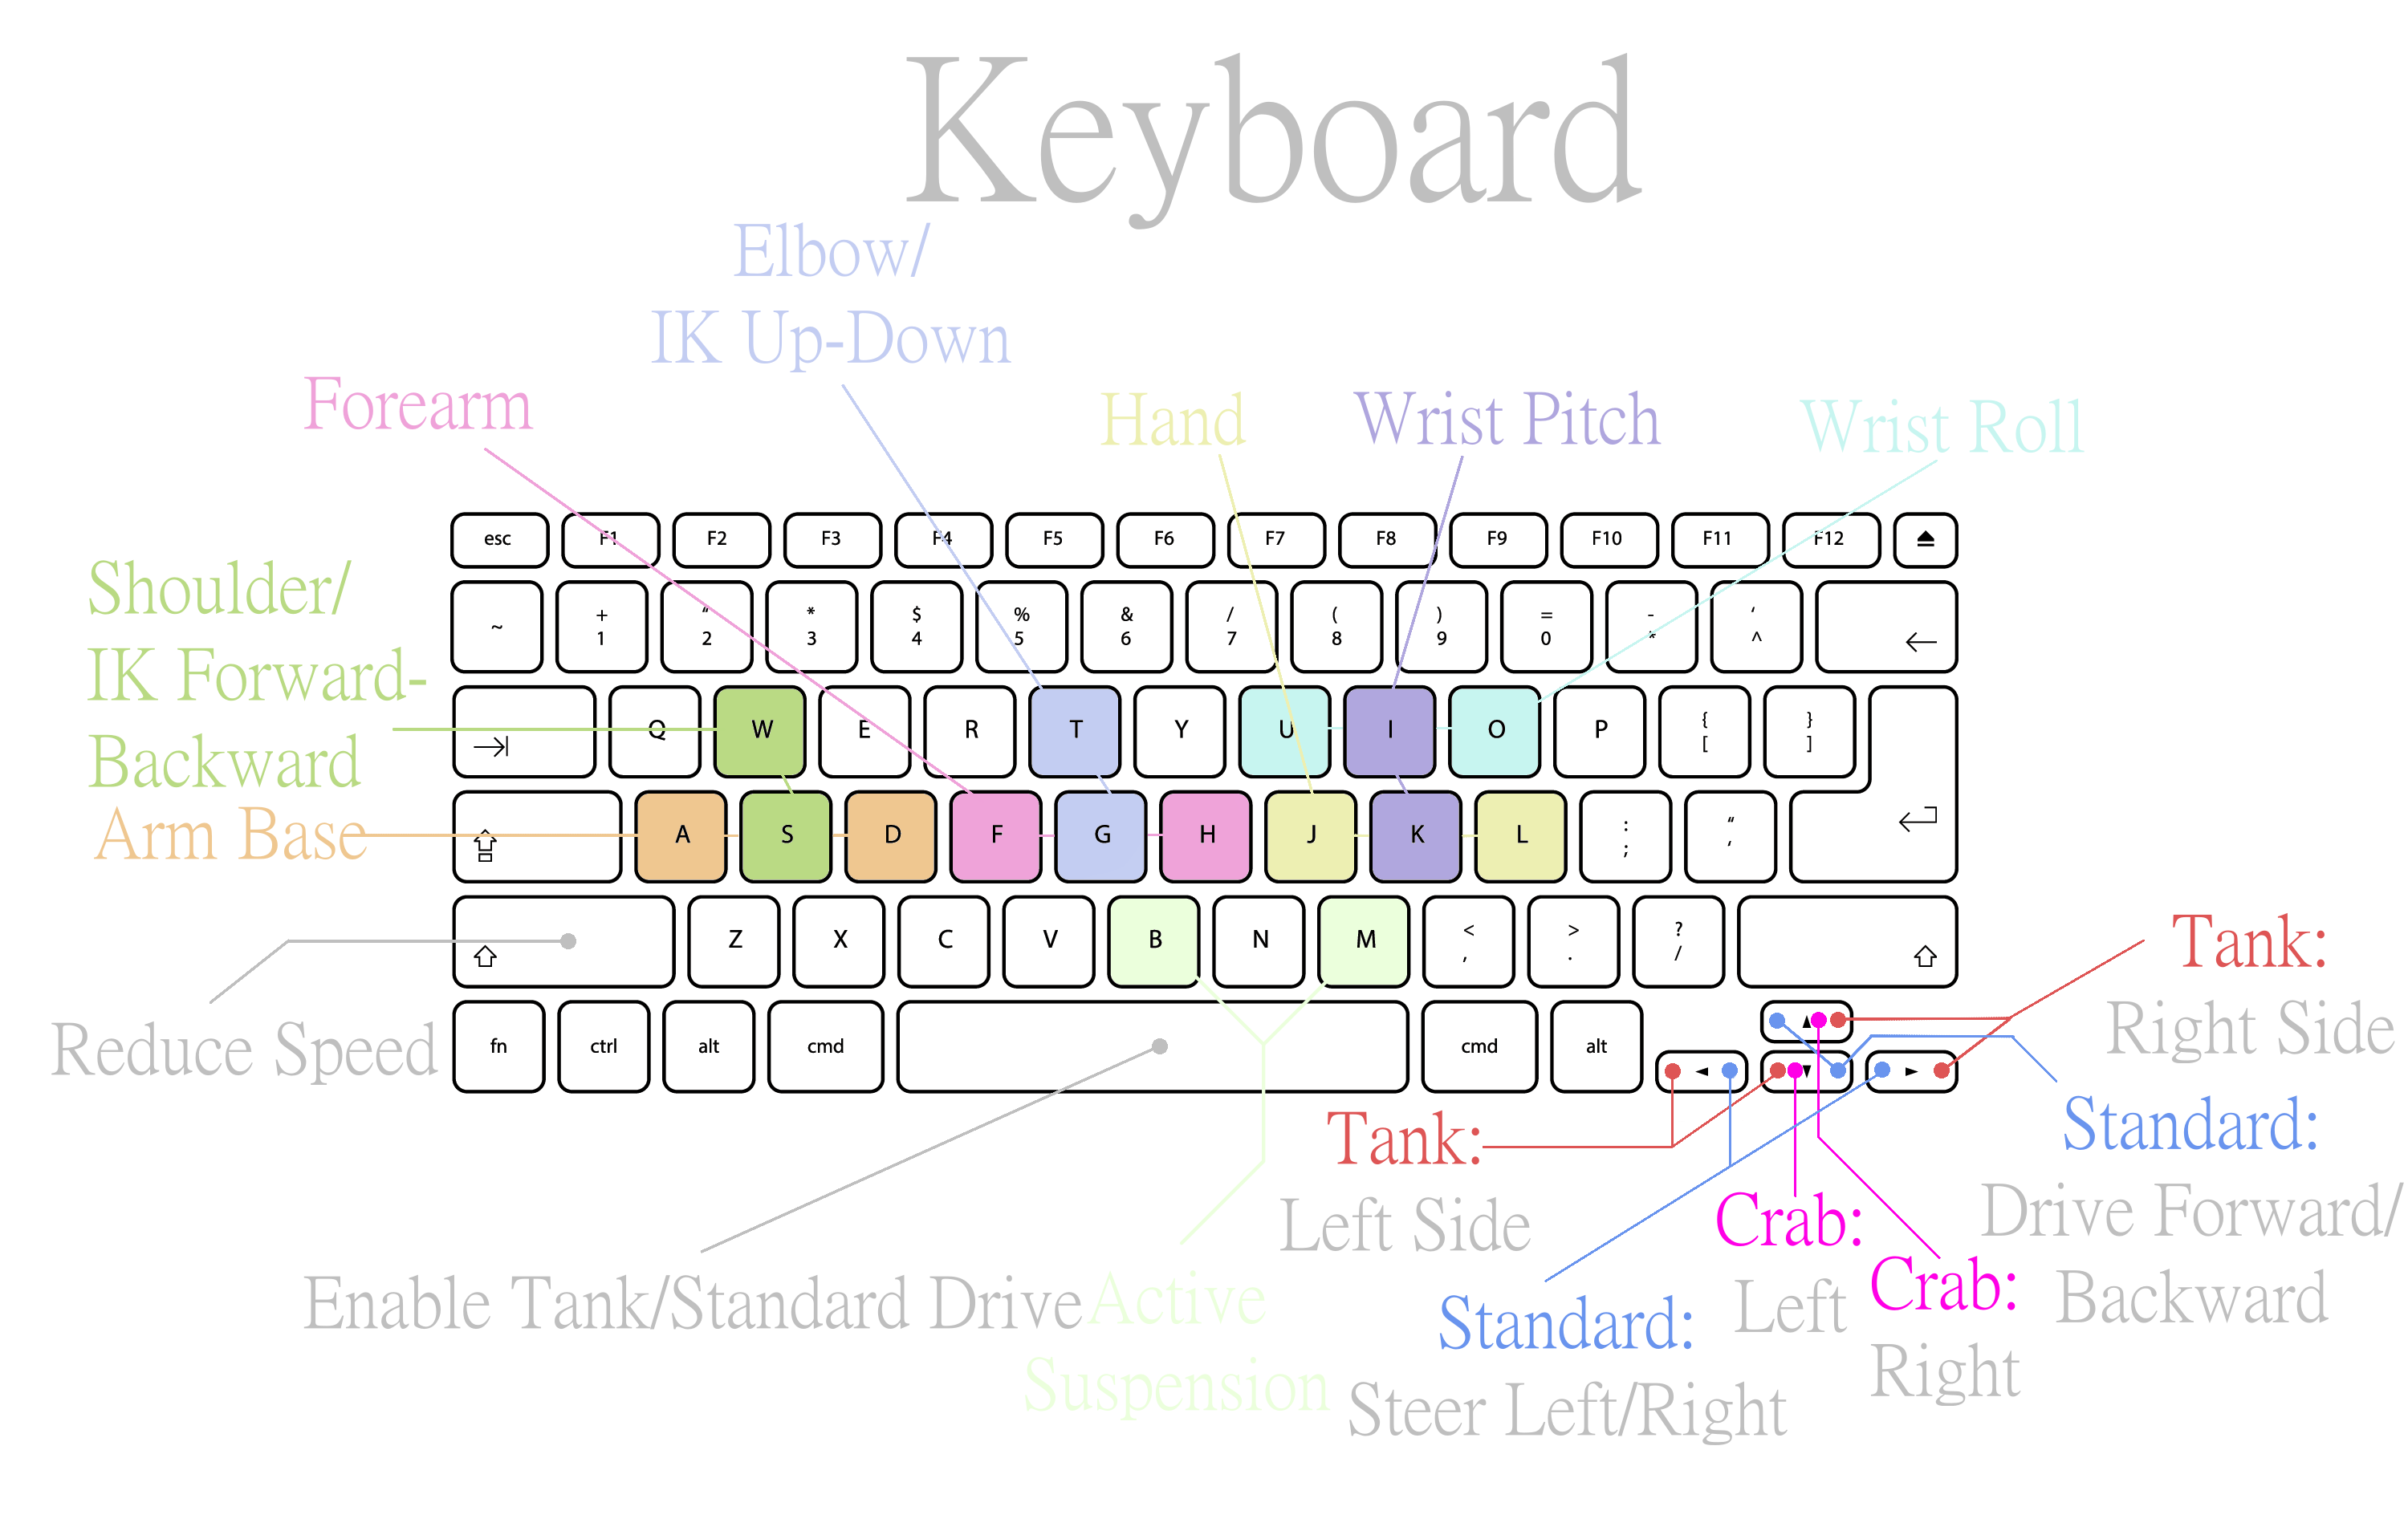 Keyboard
Elbow/
IK Up-Down
Forearm
Hand
Wrist Pitch
Wrist Roll
esc F1 F2 F3 F4 F5 F6 F7 F8 F9 F10 F11 F12
Shoulder/
IK Forward-
Backward
~ + 1 “ 2 * 3 $ 4 % 5 & 6 / 7 ( 8 ) 9 = 0 - * ‘ ^ ←
Q W E R T Y U I O P { [ } ]
Arm Base
A S D F G H J K L : ; “ ‘
Z X C V B N M < , > . ? /
Reduce Speed
fn ctrl alt cmd cmd alt ▲ ◄ ▼ ►
Tank:
Right Side
Tank:
Left Side
Standard:
Drive Forward/
Backward
Crab:
Left
Crab:
Right
Enable Tank/Standard Drive
Active
Suspension
Standard:
Steer Left/Right